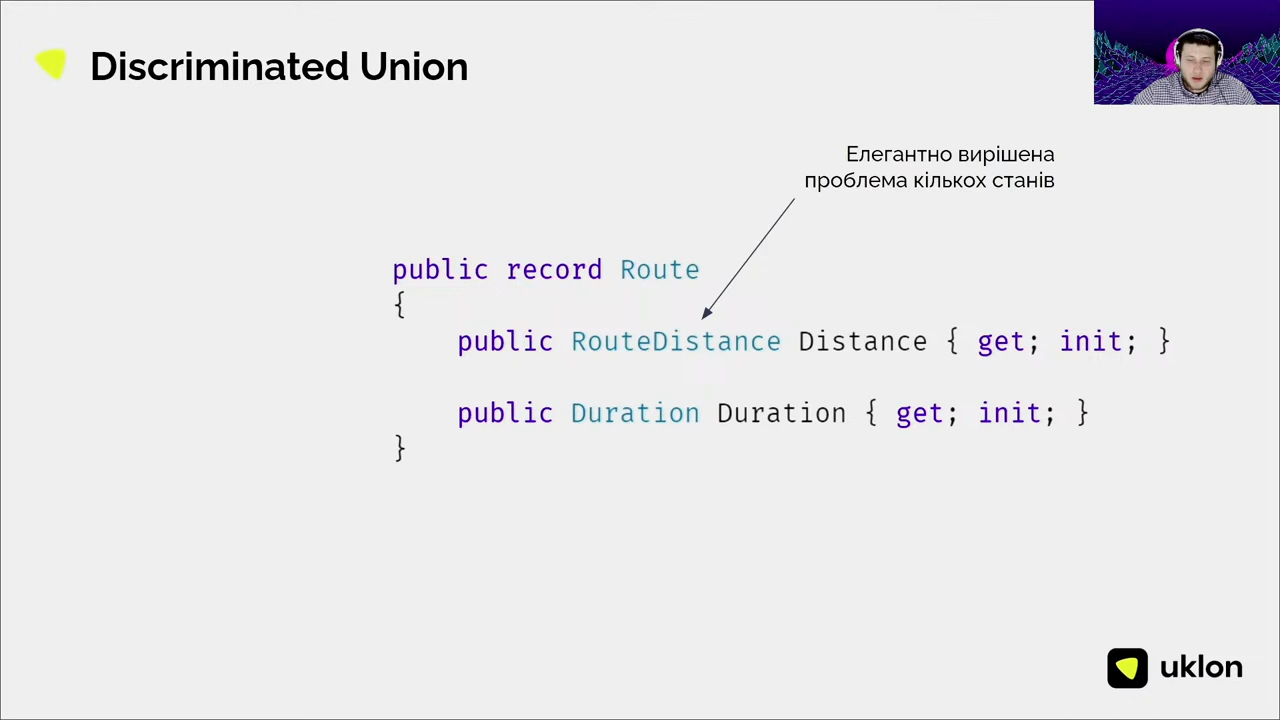 Discriminated Union
Елегантно вирішена
проблема кількох станів
public record Route
{
public RouteDistance Distance { get; init; }
public Duration Duration { get; init; }
}
uklon